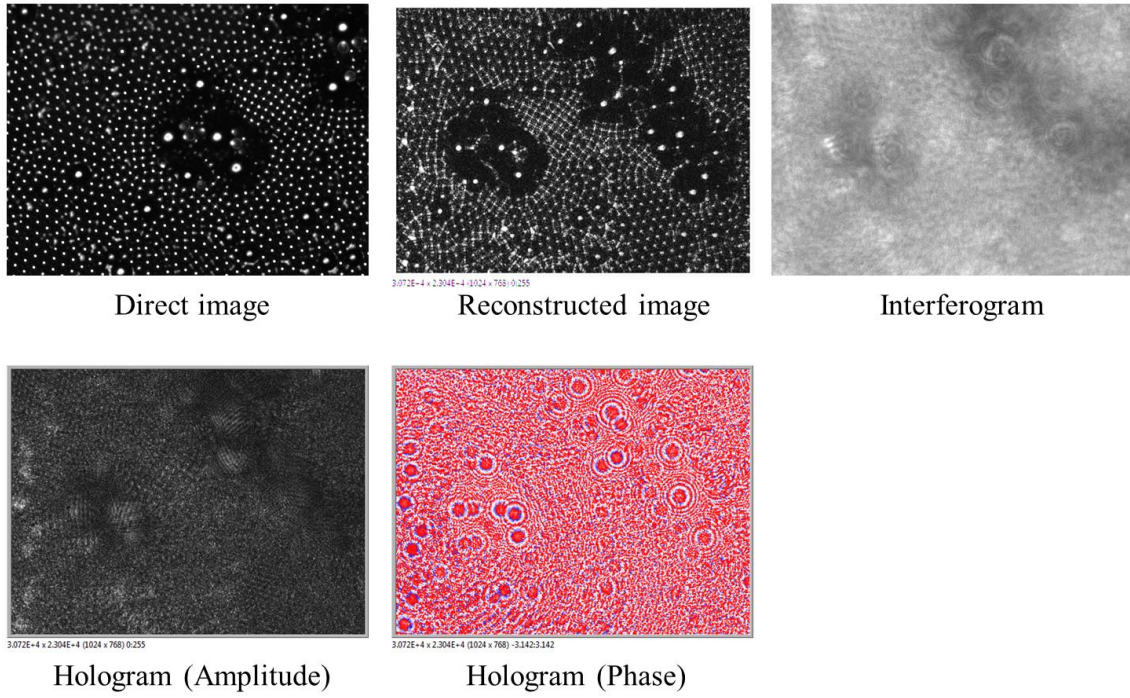 3.072E+4 x 2.304E+4 (1024 x 768) 0:255
Direct image
Reconstructed image
Interferogram
3.072E+4 x 2.304E+4 (1024 x 768) 0:255
3.072E+4 x 2.304E+4 (1024 x 768) -3.142:3.142
Hologram (Amplitude)
Hologram (Phase)